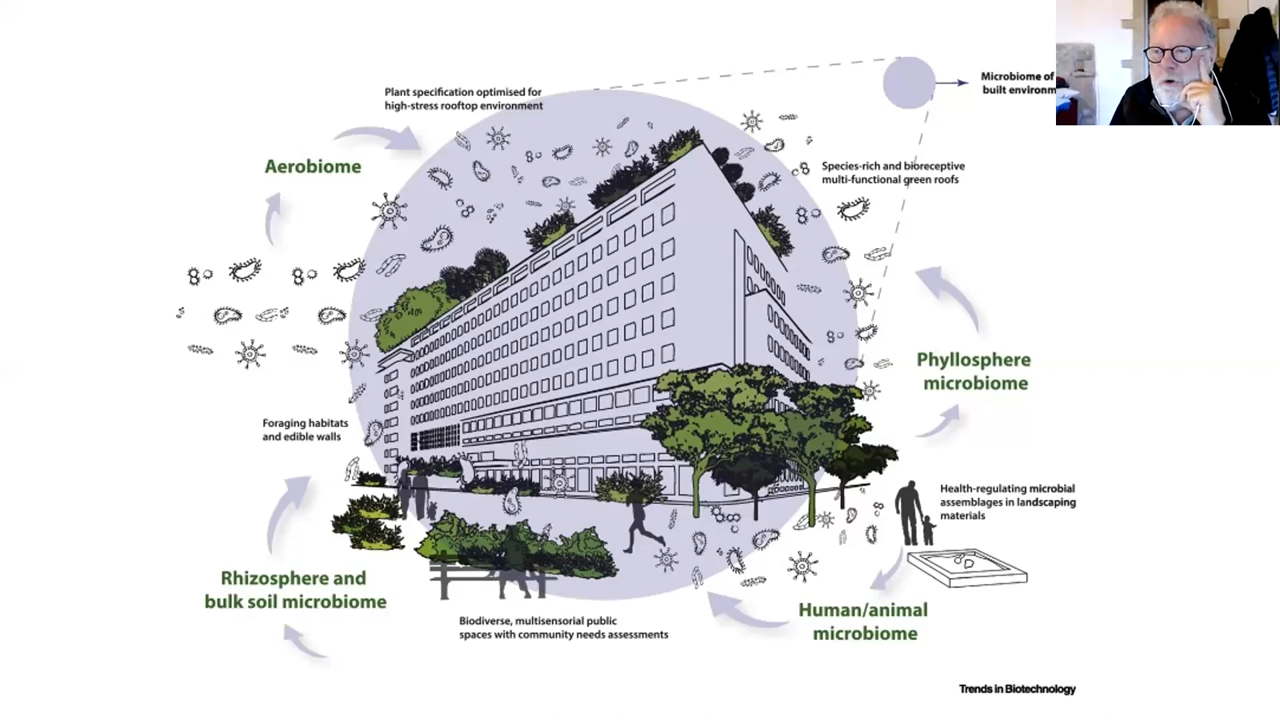 Plant specification optimised for
high-stress rooftop environment
Microbiome of
built environm
Aerobiome
Species-rich and bioreceptive
multi-functional green roofs
Phyllosphere
microbiome
Foraging habitats
and edible walls
Health-regulating microbial
assemblages in landscaping
materials
Rhizosphere and
bulk soil microbiome
Human/animal
microbiome
Biodiverse, multisensorial public
spaces with community needs assessments
Trends in Biotechnology